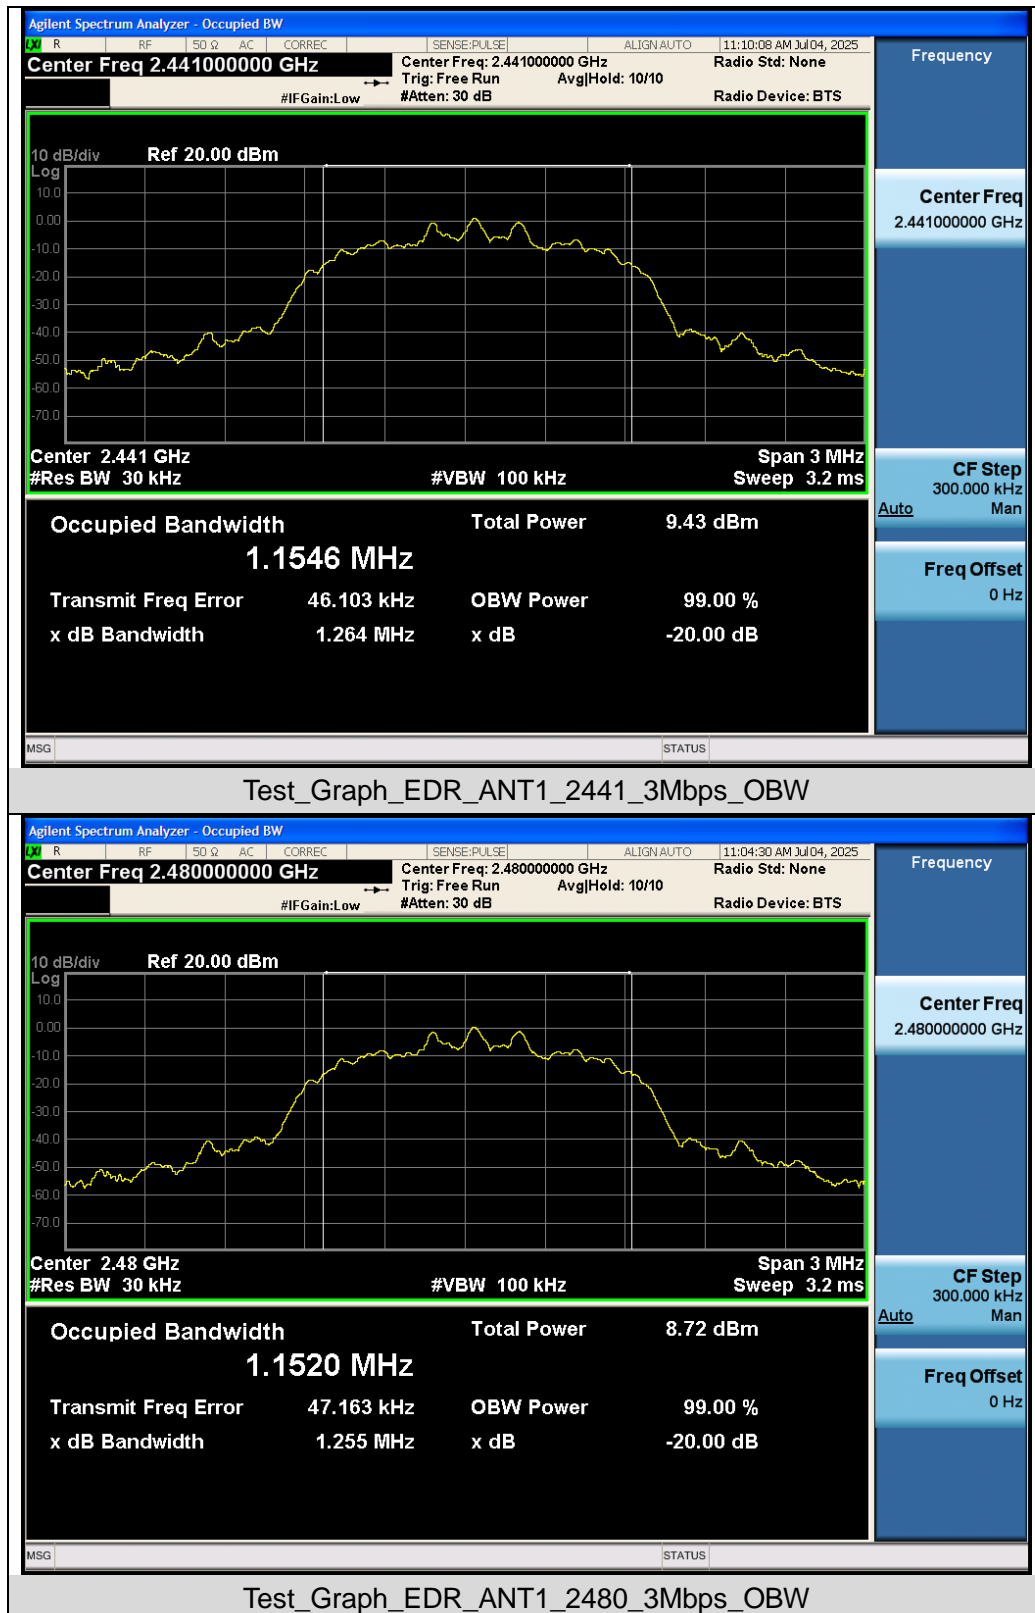 Agilent Spectrum Analyzer - Occupied BW
LXI R RF 50 Ω AC CORREC SENSE:PULSE ALIGN AUTO 11:10:08 AM Jul 04, 2025
Center Freq 2.441000000 GHz
Center Freq: 2.441000000 GHz
Radio Std: None
Trig: Free Run Avg|Hold: 10/10
#IFGain:Low
#Atten: 30 dB
Radio Device: BTS
10 dB/div Ref 20.00 dBm
Log
10.0
0.00
-10.0
-20.0
-30.0
-40.0
-50.0
-60.0
-70.0
Center 2.441 GHz Span 3 MHz
#Res BW 30 kHz #VBW 100 kHz Sweep 3.2 ms
Occupied Bandwidth Total Power 9.43 dBm
1.1546 MHz
Transmit Freq Error 46.103 kHz OBW Power 99.00 %
x dB Bandwidth 1.264 MHz x dB -20.00 dB
MSG STATUS
Frequency
Center Freq
2.441000000 GHz
CF Step
300.000 kHz
Auto Man
Freq Offset
0 Hz
Test_Graph_EDR_ANT1_2441_3Mbps_OBW
Agilent Spectrum Analyzer - Occupied BW
LXI R RF 50 Ω AC CORREC SENSE:PULSE ALIGN AUTO 11:04:30 AM Jul 04, 2025
Center Freq 2.480000000 GHz
Center Freq: 2.480000000 GHz
Radio Std: None
Trig: Free Run Avg|Hold: 10/10
#IFGain:Low
#Atten: 30 dB
Radio Device: BTS
10 dB/div Ref 20.00 dBm
Log
10.0
0.00
-10.0
-20.0
-30.0
-40.0
-50.0
-60.0
-70.0
Center 2.48 GHz Span 3 MHz
#Res BW 30 kHz #VBW 100 kHz Sweep 3.2 ms
Occupied Bandwidth Total Power 8.72 dBm
1.1520 MHz
Transmit Freq Error 47.163 kHz OBW Power 99.00 %
x dB Bandwidth 1.255 MHz x dB -20.00 dB
MSG STATUS
Frequency
Center Freq
2.480000000 GHz
CF Step
300.000 kHz
Auto Man
Freq Offset
0 Hz
Test_Graph_EDR_ANT1_2480_3Mbps_OBW